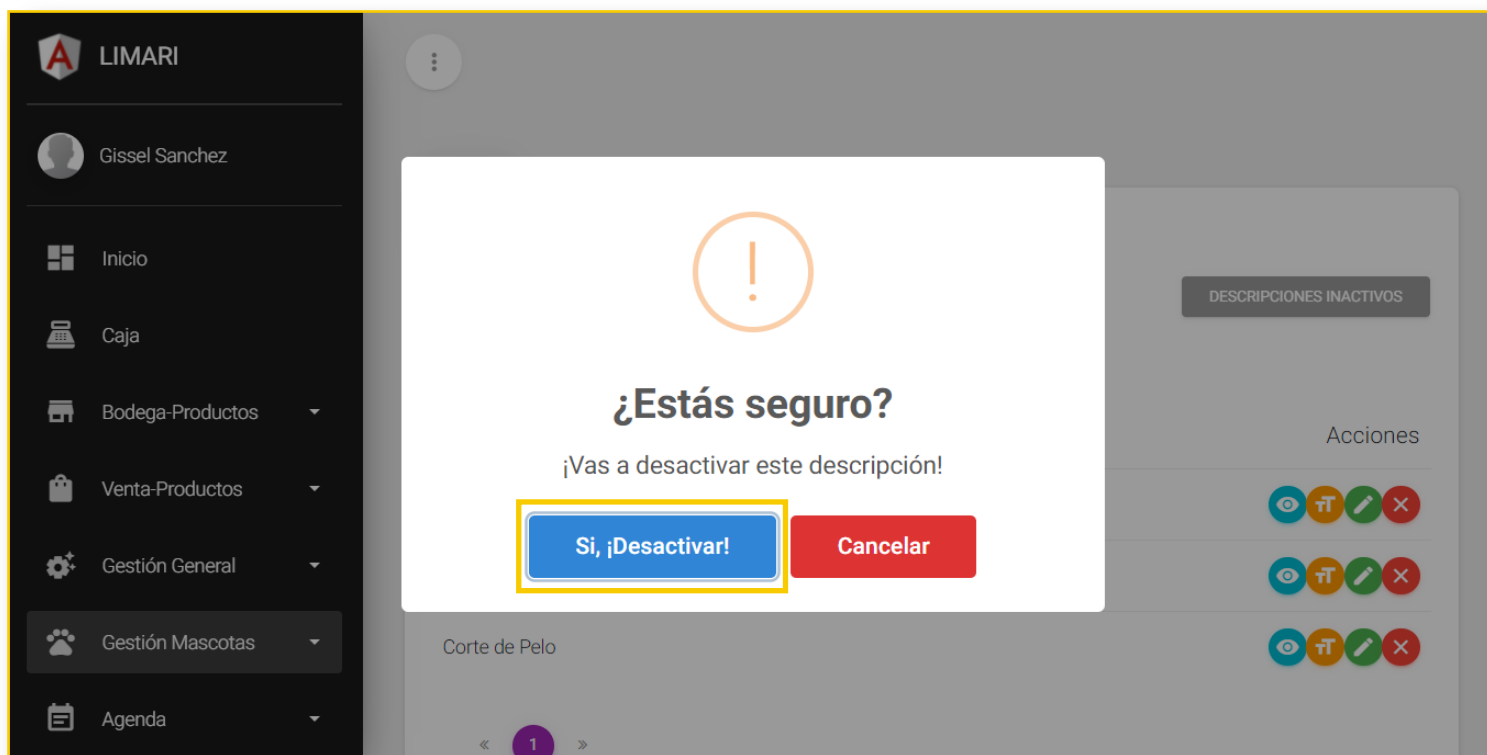 LIMARI
Gissel Sanchez
Inicio
Caja
Bodega-Productos
Venta-Productos
Gestión General
Gestión Mascotas
Agenda
DESCRIPCIONES INACTIVOS
Acciones
!
¿Estás seguro?
¡Vas a desactivar este descripción!
Si, ¡Desactivar! Cancelar
Corte de Pelo
« 1 »